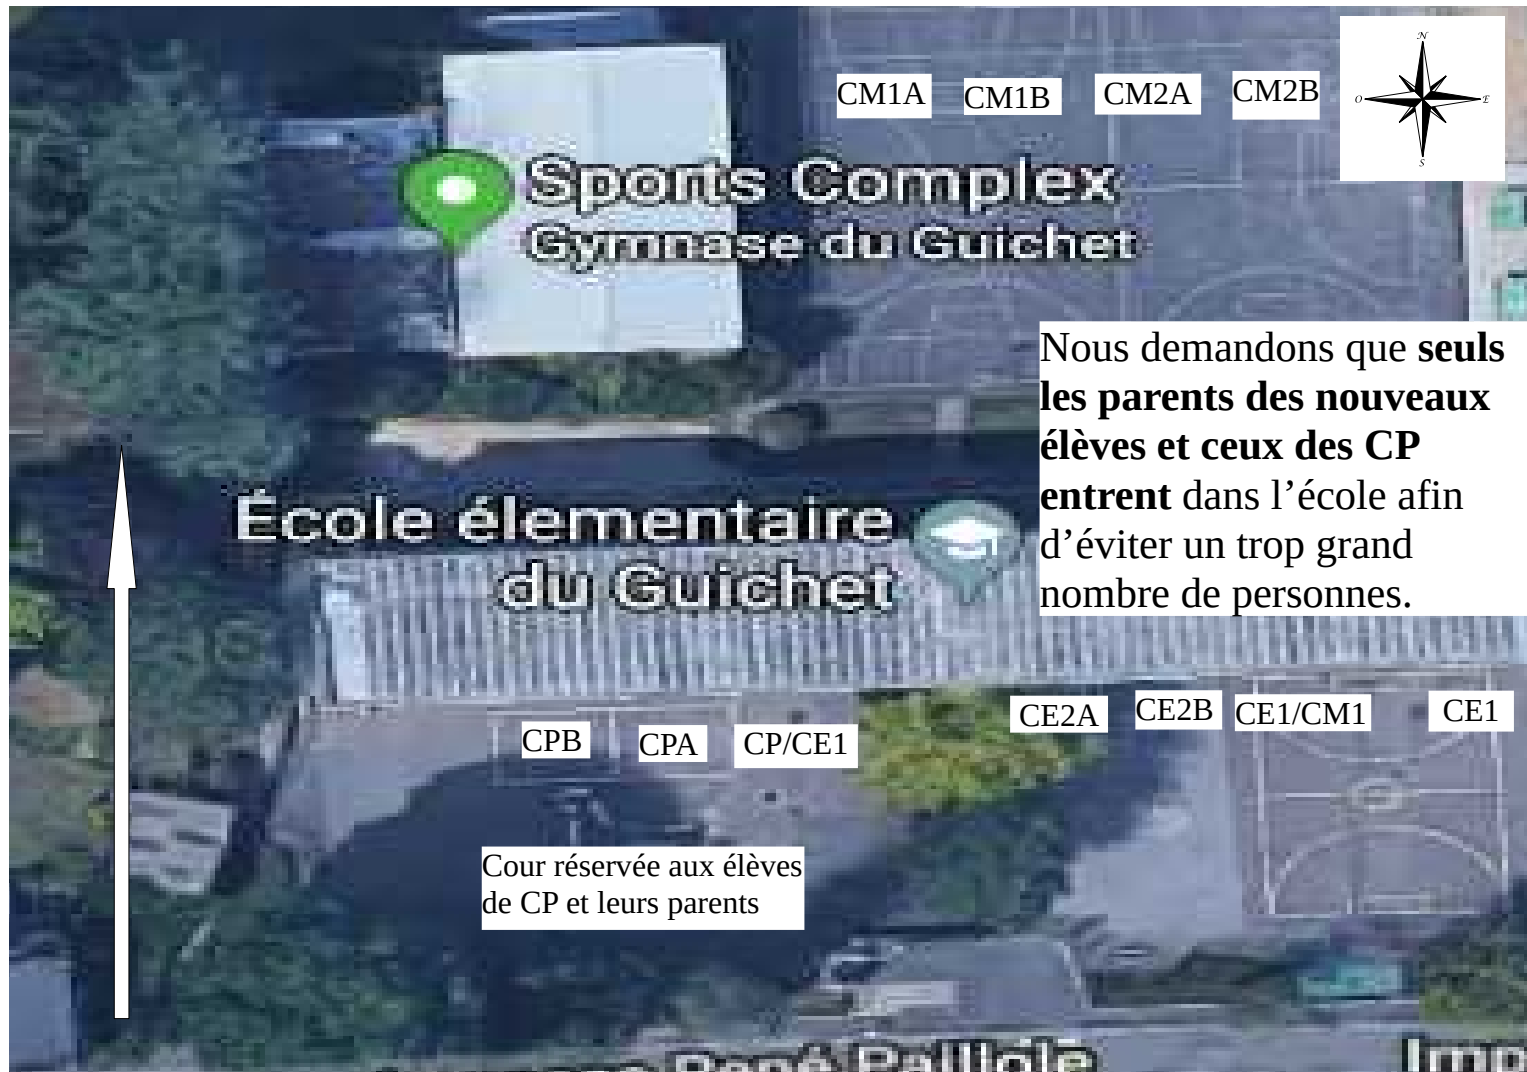 CM1A CM1B CM2A CM2B
N
O E
S
Sports Complex
Gymnase du Guichet
Nous demandons que seuls
les parents des nouveaux
élèves et ceux des CP
entrent dans l’école afin
d’éviter un trop grand
nombre de personnes.
École élementaire
du Guichet
CPB CPA CP/CE1 CE2A CE2B CE1/CM1 CE1
Cour réservée aux élèves
de CP et leurs parents
René